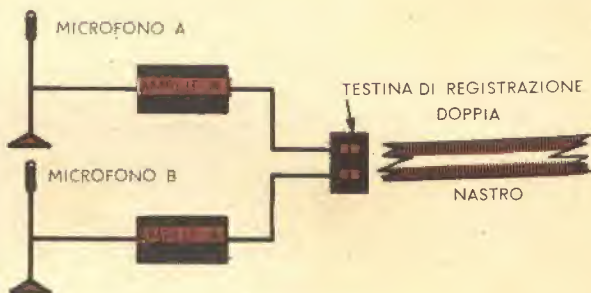 MICROFONO A
TESTINA DI REGISTRAZIONE
DOPPIA
MICROFONO B
NASTRO